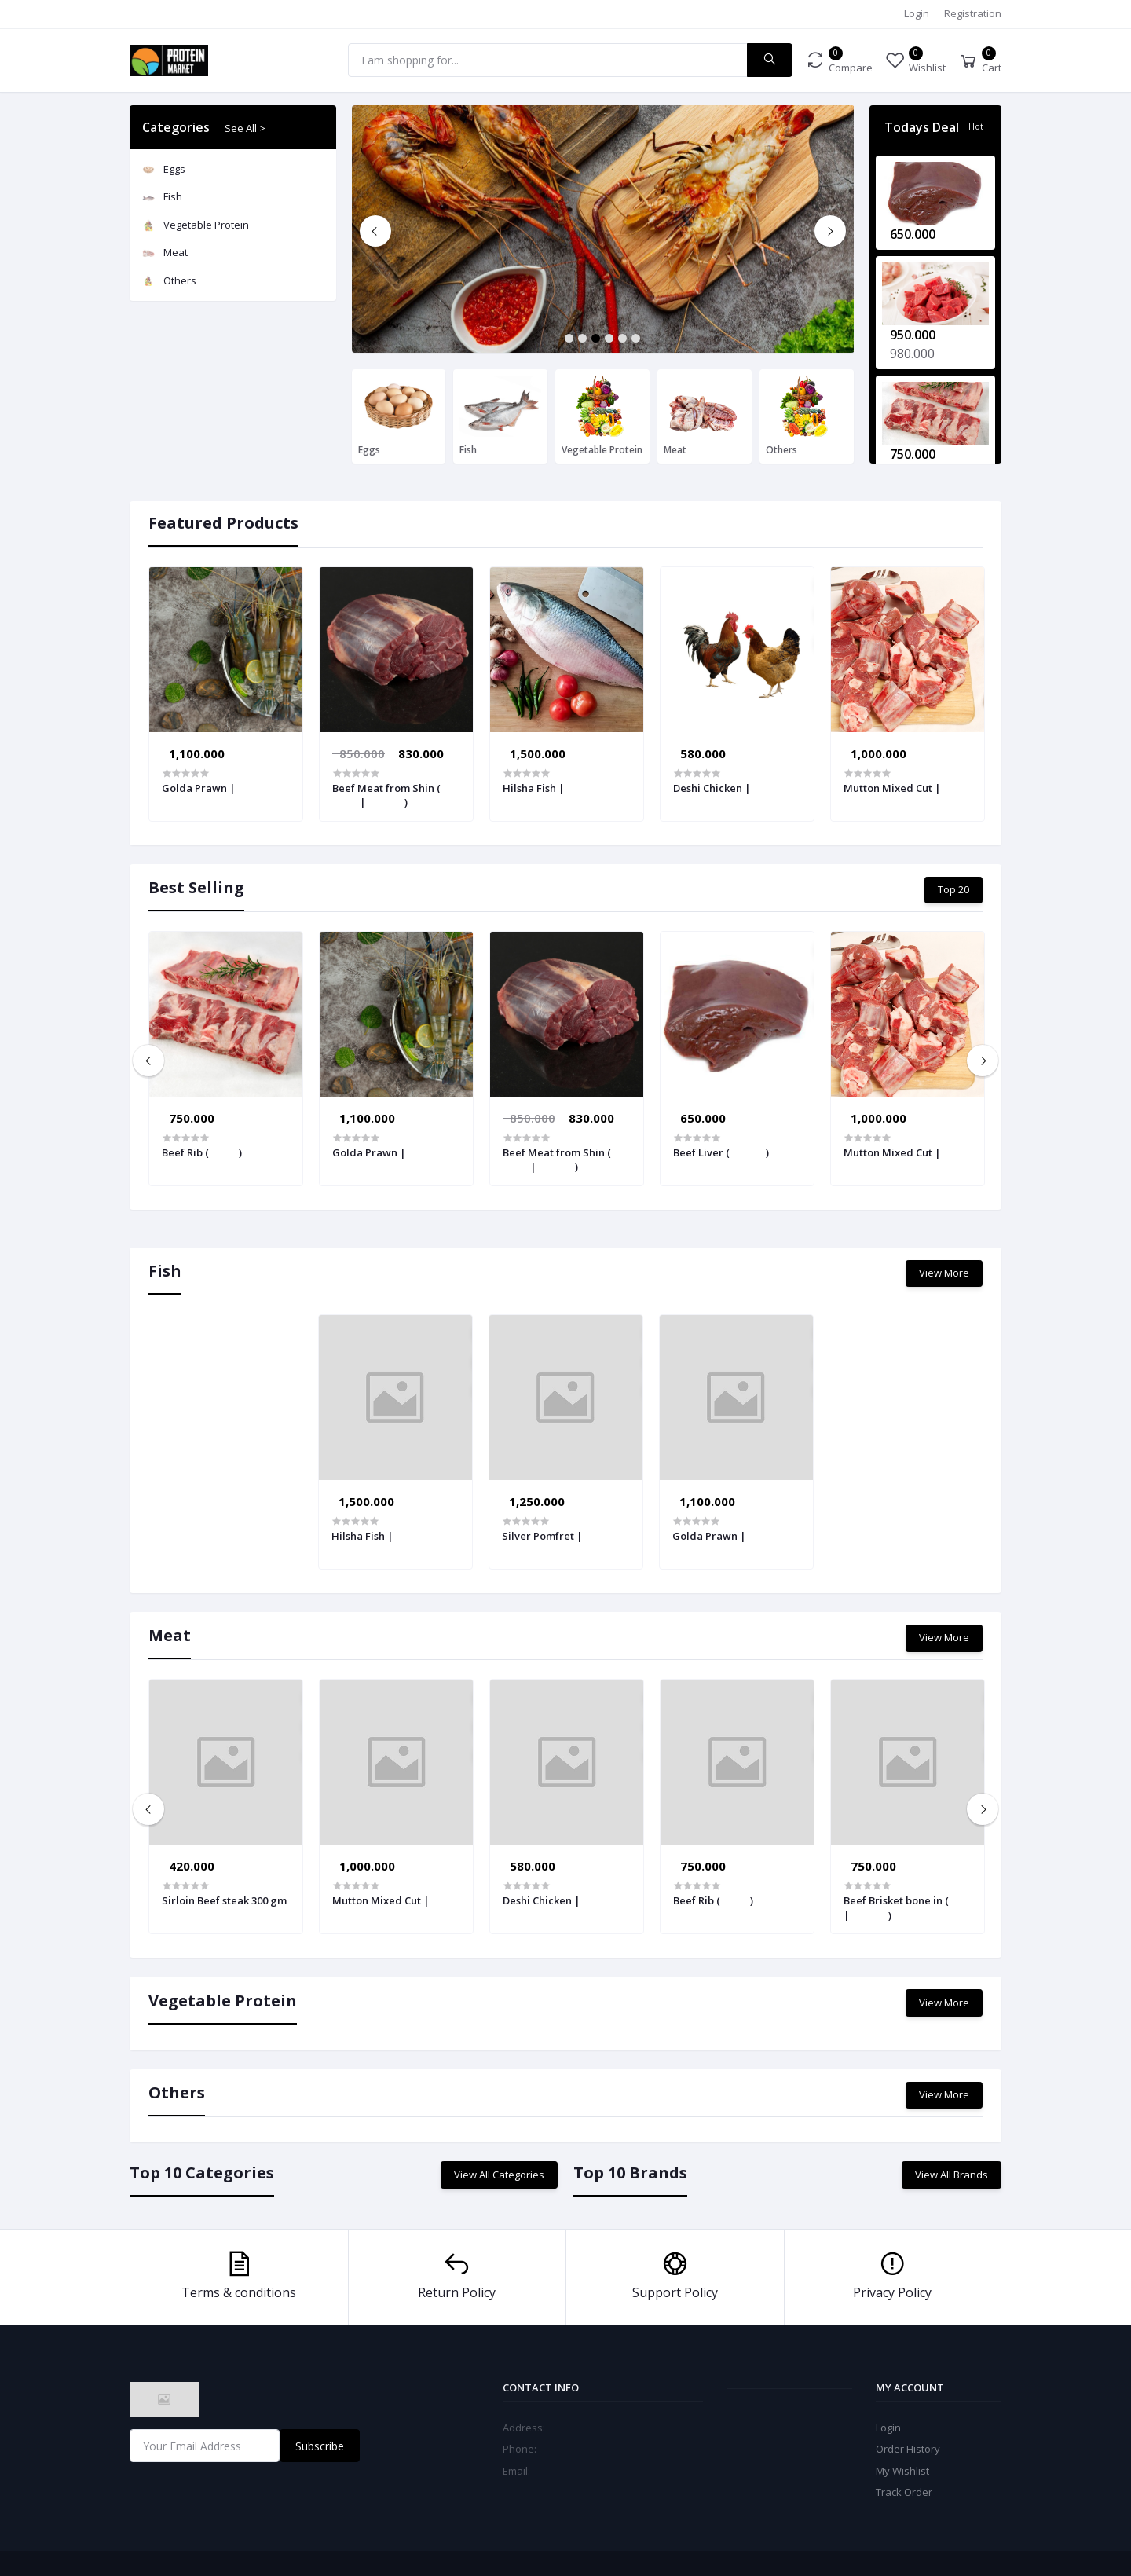 Login Registration
PROTEIN
MARKET
I am shopping for...
0 Compare
0 Wishlist
0 Cart
Categories See All >
Eggs
Fish
Vegetable Protein
Meat
Others
Todays Deal Hot
650.000
950.000
980.000
750.000
Eggs
Fish
Vegetable Protein
Meat
Others
Featured Products
1,100.000
Golda Prawn |
850.000 830.000
Beef Meat from Shin (
| )
1,500.000
Hilsha Fish |
580.000
Deshi Chicken |
1,000.000
Mutton Mixed Cut |
Best Selling
Top 20
750.000
Beef Rib ( )
1,100.000
Golda Prawn |
850.000 830.000
Beef Meat from Shin (
| )
650.000
Beef Liver ( )
1,000.000
Mutton Mixed Cut |
Fish
View More
1,500.000
Hilsha Fish |
1,250.000
Silver Pomfret |
1,100.000
Golda Prawn |
Meat
View More
420.000
Sirloin Beef steak 300 gm
1,000.000
Mutton Mixed Cut |
580.000
Deshi Chicken |
750.000
Beef Rib ( )
750.000
Beef Brisket bone in (
| )
Vegetable Protein
View More
Others
View More
Top 10 Categories
View All Categories
Top 10 Brands
View All Brands
Terms & conditions
Return Policy
Support Policy
Privacy Policy
Your Email Address
Subscribe
CONTACT INFO
Address:
Phone:
Email:
MY ACCOUNT
Login
Order History
My Wishlist
Track Order